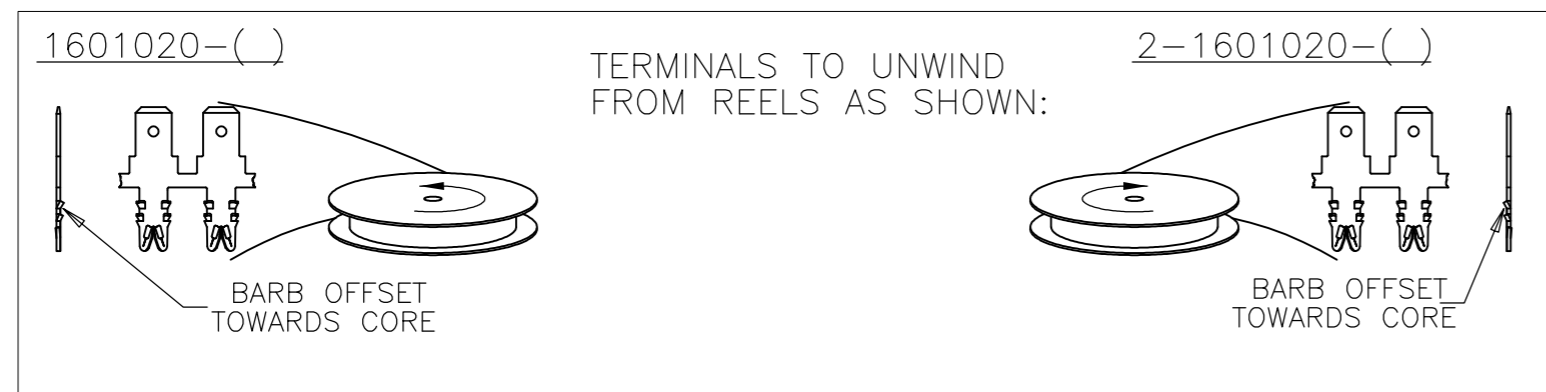 1601020-( )
TERMINALS TO UNWIND
FROM REELS AS SHOWN:
2-1601020-( )
BARB OFFSET
TOWARDS CORE
BARB OFFSET
TOWARDS CORE